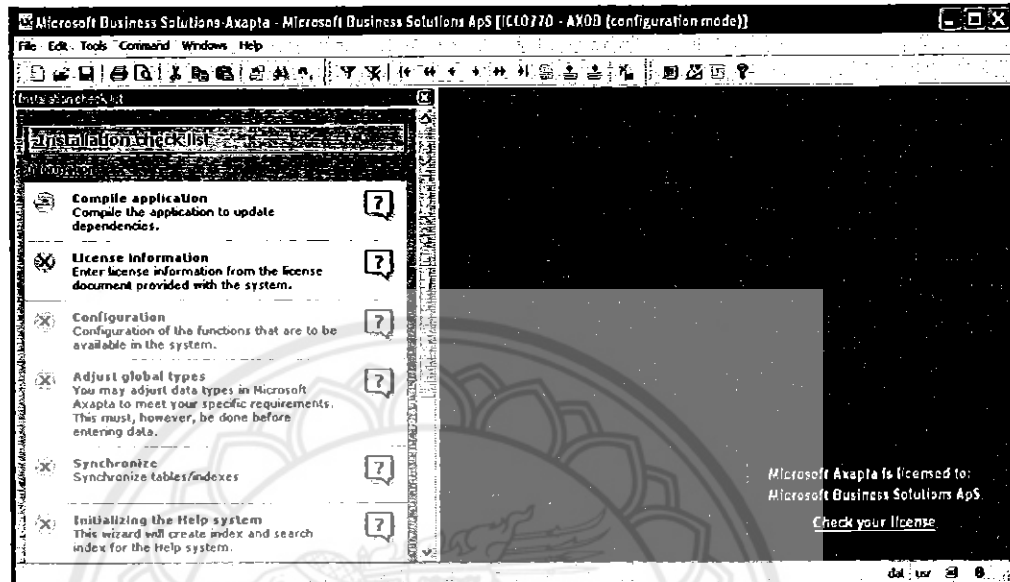 Microsoft Business Solutions-Axapta - Microsoft Business Solutions ApS [ - AXDB (configuration mode)]
File Edit Tools Command Windows Help
Installation check list
Installation check list
Compile application
Compile the application to update
dependencies.
License information
Enter license information from the license
document provided with the system.
Configuration
Configuration of the functions that are to be
available in the system.
Adjust global types
You may adjust data types in Microsoft
Axapta to meet your specific requirements.
This must, however, be done before
entering data.
Synchronize
Synchronize tables/indexes
Initializing the Help system
This wizard will create index and search
index for the Help system.
Microsoft Axapta is licensed to:
Microsoft Business Solutions ApS
Check your license
dat usr